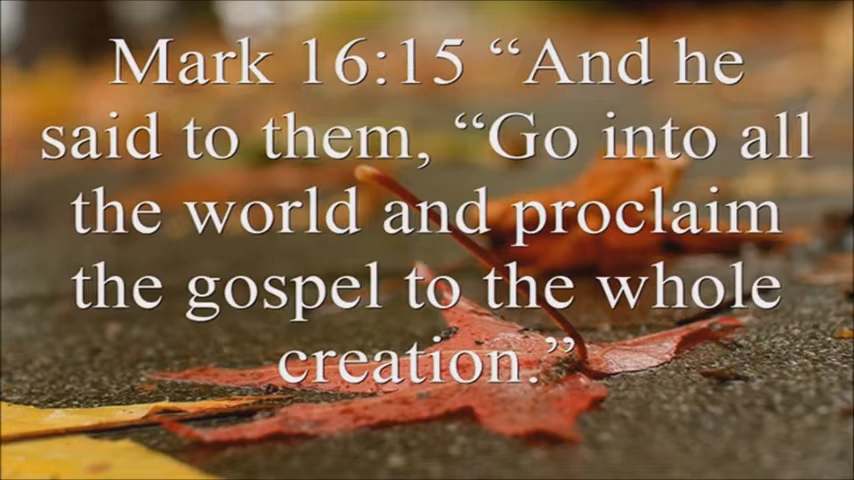 Mark 16:15 “And he
said to them, “Go into all
the world and proclaim
the gospel to the whole
creation.”